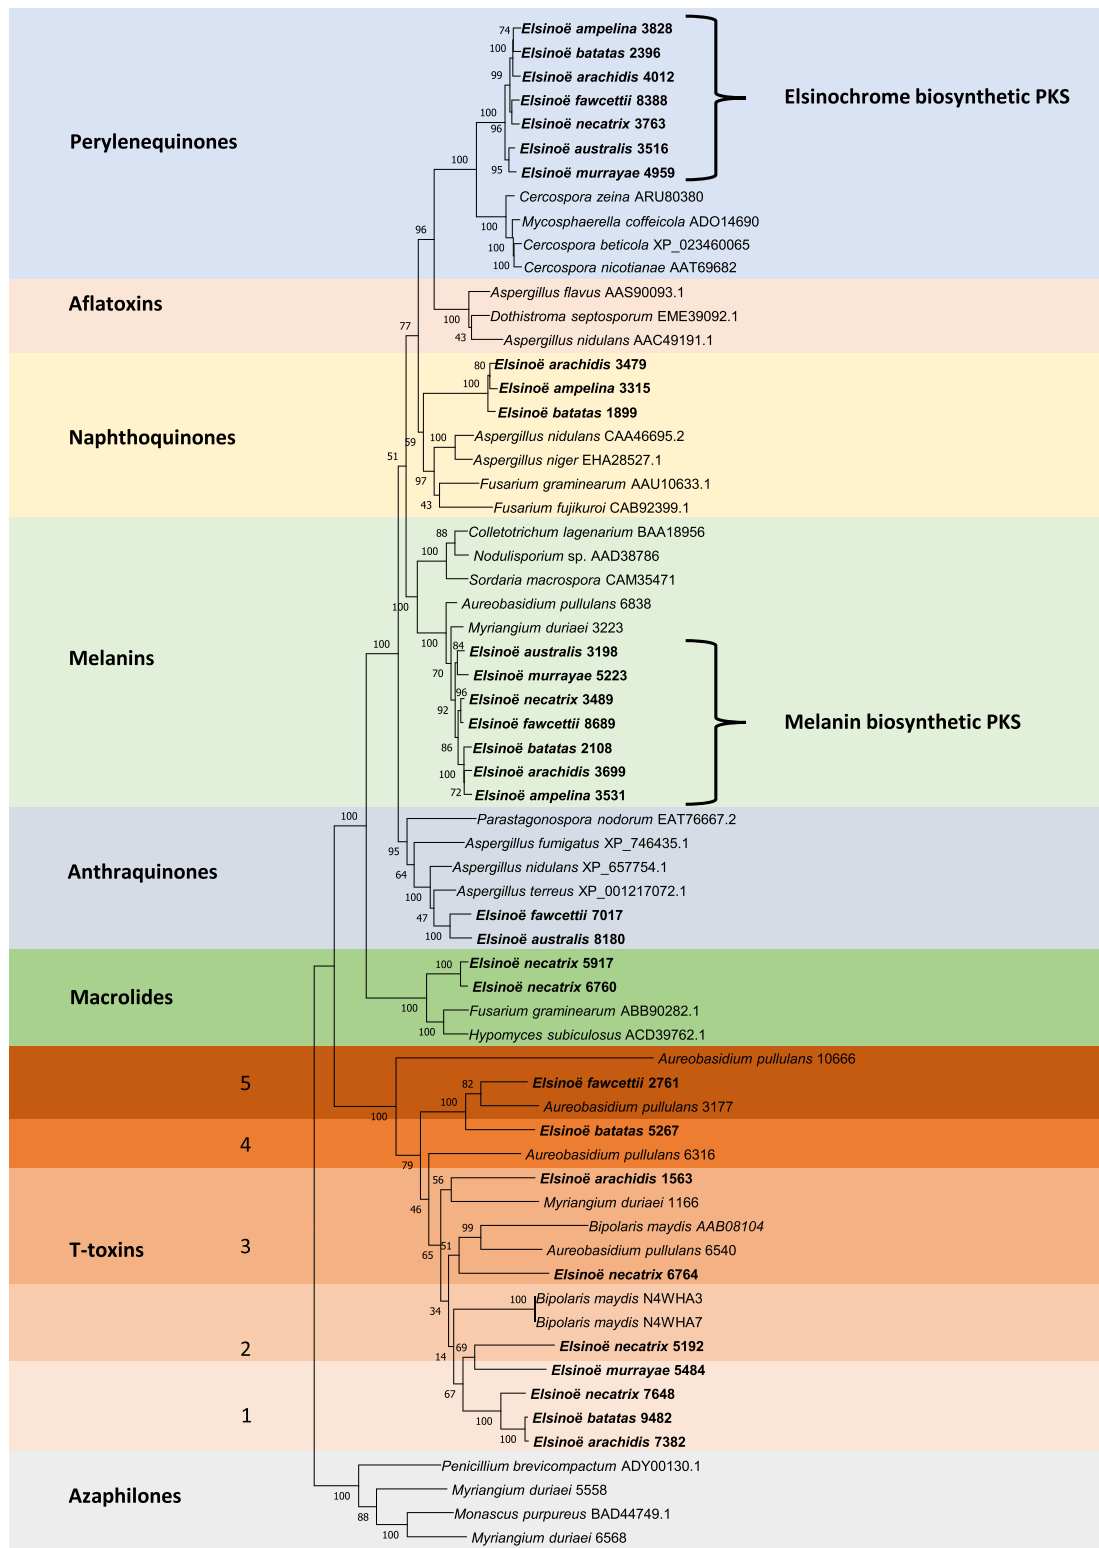 74
Elsinoë ampelina 3828
100
Elsinoë batatas 2396
99
Elsinoë arachidis 4012
Elsinochrome biosynthetic PKS
Elsinoë fawcettii 8388
100
Elsinoë necatrix 3763
96
Perylenequinones
Elsinoë australis 3516
100
95
Elsinoë murrayae 4959
Cercospora zeina ARU80380
Mycosphaerella coffeicola ADO14690
100
96
Cercospora beticola XP_023460065
100
Cercospora nicotianae AAT69682
100
Aspergillus flavus AAS90093.1
Aflatoxins
Dothistroma septosporum EME39092.1
100
77
Aspergillus nidulans AAC49191.1
43
Elsinoë arachidis 3479
80
100
Elsinoë ampelina 3315
Elsinoë batatas 1899
Naphthoquinones
Aspergillus nidulans CAA46695.2
100
59
51
Aspergillus niger EHA28527.1
97
Fusarium graminearum AAU10633.1
43
Fusarium fujikuroi CAB92399.1
88
Colletotrichum lagenarium BAA18956
100
Nodulisporium sp. AAD38786
Sordaria macrospora CAM35471
100
Aureobasidium pullulans 6838
Myriangium duriaei 3223
100
100
84
Elsinoë australis 3198
Melanins
70
Elsinoë murrayae 5223
96
Elsinoë necatrix 3489
92
Elsinoë fawcettii 8689
Melanin biosynthetic PKS
86
Elsinoë batatas 2108
100
Elsinoë arachidis 3699
72
Elsinoë ampelina 3531
100
Parastagonospora nodorum EAT76667.2
95
Aspergillus fumigatus XP_746435.1
Anthraquinones
64
Aspergillus nidulans XP_657754.1
100
Aspergillus terreus XP_001217072.1
47
Elsinoë fawcettii 7017
100
Elsinoë australis 8180
100
Elsinoë necatrix 5917
Elsinoë necatrix 6760
Macrolides
100
Fusarium graminearum ABB90282.1
100
Hypomyces subiculosus ACD39762.1
Aureobasidium pullulans 10666
5
82
Elsinoë fawcettii 2761
100
Aureobasidium pullulans 3177
100
Elsinoë batatas 5267
4
Aureobasidium pullulans 6316
79
56
Elsinoë arachidis 1563
46
Myriangium duriaei 1166
99
Bipolaris maydis AAB08104
T-toxins
3
51
65
Aureobasidium pullulans 6540
Elsinoë necatrix 6764
100
Bipolaris maydis N4WHA3
34
Bipolaris maydis N4WHA7
2
69
14
Elsinoë necatrix 5192
Elsinoë murrayae 5484
67
Elsinoë necatrix 7648
1
100
Elsinoë batatas 9482
100
Elsinoë arachidis 7382
Penicillium brevicompactum ADY00130.1
Azaphilones
100
Myriangium duriaei 5558
88
Monascus purpureus BAD44749.1
100
Myriangium duriaei 6568